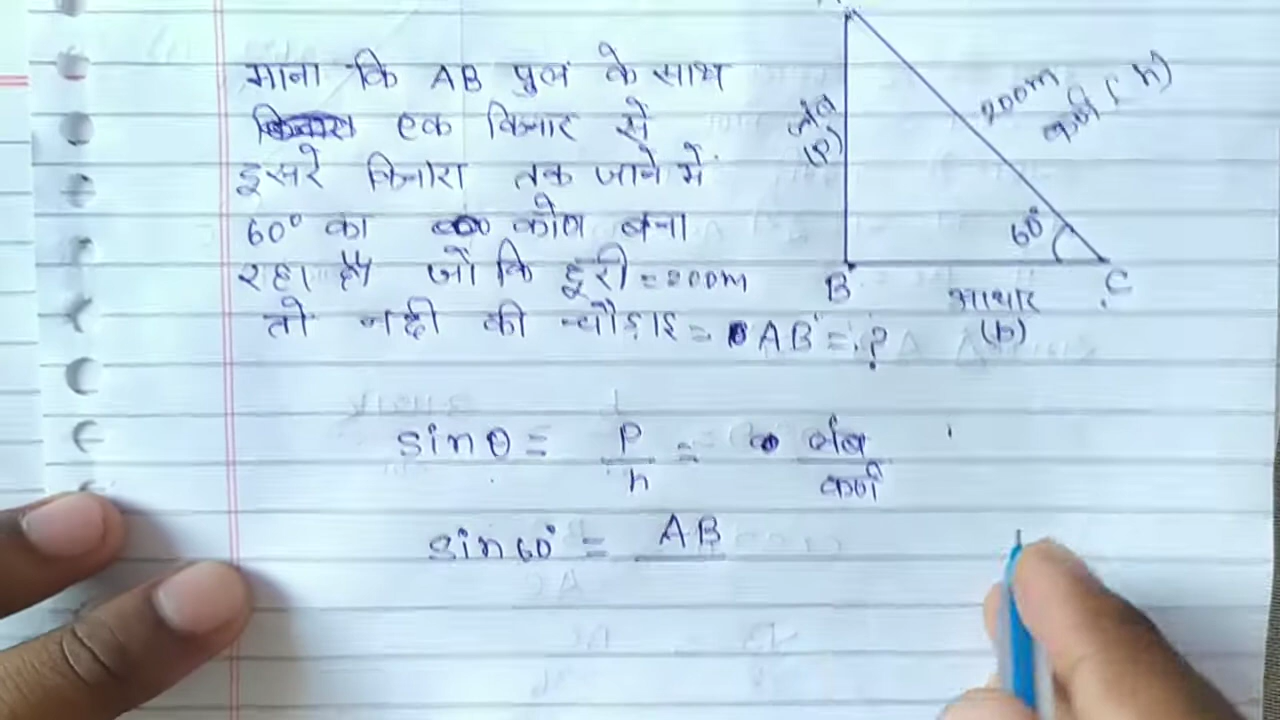 माना कि AB पुल के साथ
एक किनार से
दुसरे किनारा तक जाने में
60° का कोण बना
रहा है जो कि दूरी = 200m
तो नदी की चौड़ाइ = AB = ?
लंब
(P)
200m
कर्ण (h)
60°
B
C
आधार
(b)
sinθ = P/h = लंब/कर्ण
sin60° = AB